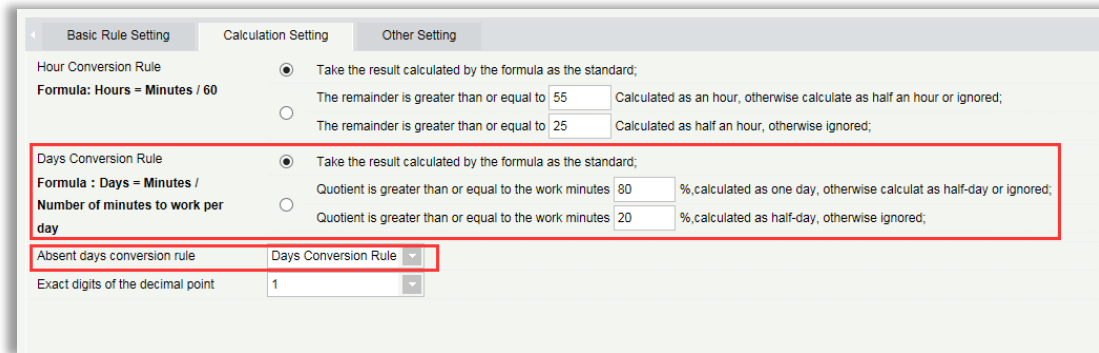 Basic Rule Setting Calculation Setting Other Setting
Hour Conversion Rule Take the result calculated by the formula as the standard;
Formula: Hours = Minutes / 60
The remainder is greater than or equal to 55 Calculated as an hour, otherwise calculate as half an hour or ignored;
The remainder is greater than or equal to 25 Calculated as half an hour, otherwise ignored;
Days Conversion Rule Take the result calculated by the formula as the standard;
Formula : Days = Minutes /
Quotient is greater than or equal to the work minutes 80 %,calculated as one day, otherwise calculat as half-day or ignored;
Number of minutes to work per
Quotient is greater than or equal to the work minutes 20 %,calculated as half-day, otherwise ignored;
day
Absent days conversion rule Days Conversion Rule
Exact digits of the decimal point 1